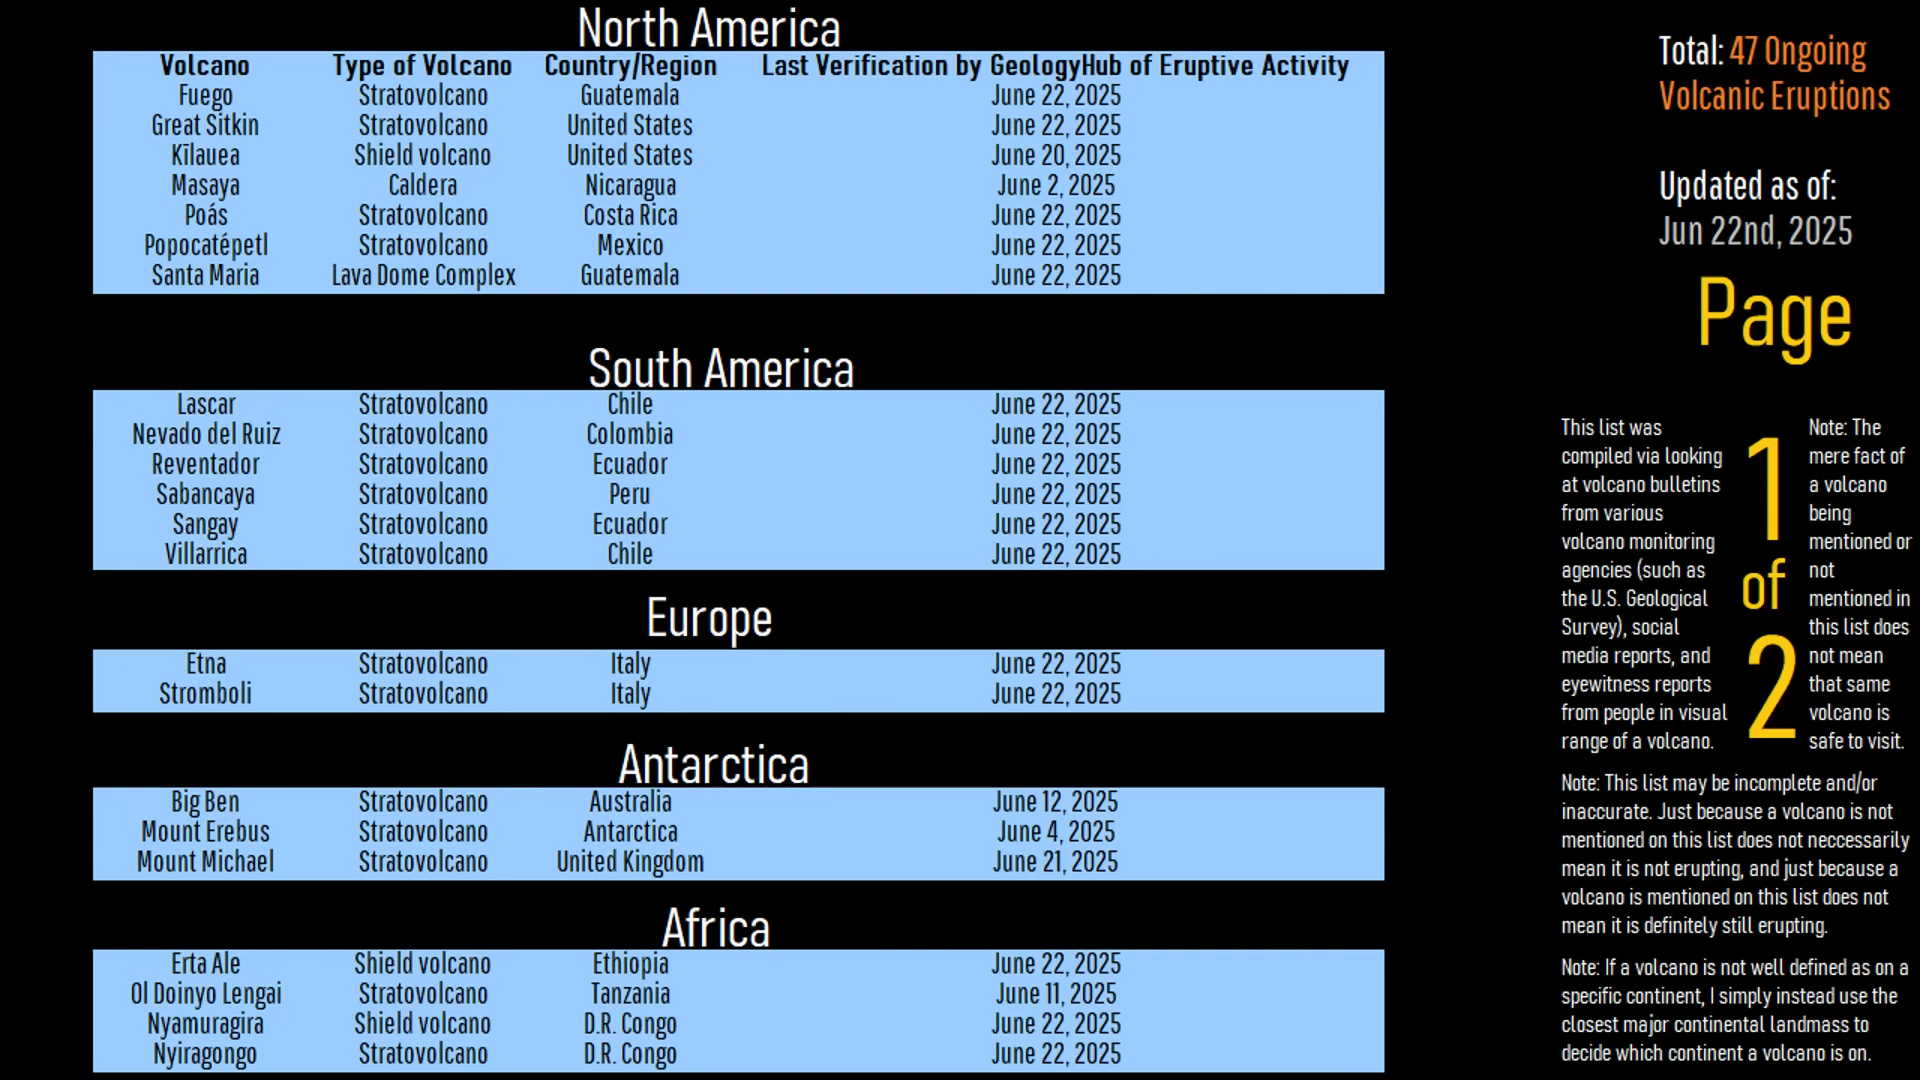 North America
Volcano Type of Volcano Country/Region Last Verification by GeologyHub of Eruptive Activity
Fuego Stratovolcano Guatemala June 22, 2025
Great Sitkin Stratovolcano United States June 22, 2025
Kīlauea Shield volcano United States June 20, 2025
Masaya Caldera Nicaragua June 2, 2025
Poás Stratovolcano Costa Rica June 22, 2025
Popocatépetl Stratovolcano Mexico June 22, 2025
Santa Maria Lava Dome Complex Guatemala June 22, 2025
South America
Lascar Stratovolcano Chile June 22, 2025
Nevado del Ruiz Stratovolcano Colombia June 22, 2025
Reventador Stratovolcano Ecuador June 22, 2025
Sabancaya Stratovolcano Peru June 22, 2025
Sangay Stratovolcano Ecuador June 22, 2025
Villarrica Stratovolcano Chile June 22, 2025
Europe
Etna Stratovolcano Italy June 22, 2025
Stromboli Stratovolcano Italy June 22, 2025
Antarctica
Big Ben Stratovolcano Australia June 12, 2025
Mount Erebus Stratovolcano Antarctica June 4, 2025
Mount Michael Stratovolcano United Kingdom June 21, 2025
Africa
Erta Ale Shield volcano Ethiopia June 22, 2025
Ol Doinyo Lengai Stratovolcano Tanzania June 11, 2025
Nyamuragira Shield volcano D.R. Congo June 22, 2025
Nyiragongo Stratovolcano D.R. Congo June 22, 2025
Total: 47 Ongoing
Volcanic Eruptions
Updated as of:
Jun 22nd, 2025
Page
1
of
2
This list was
compiled via looking
at volcano bulletins
from various
volcano monitoring
agencies (such as
the U.S. Geological
Survey), social
media reports, and
eyewitness reports
from people in visual
range of a volcano.
Note: The
mere fact of
a volcano
being
mentioned or
not
mentioned in
this list does
not mean
that same
volcano is
safe to visit.
Note: This list may be incomplete and/or
inaccurate. Just because a volcano is not
mentioned on this list does not neccessarily
mean it is not erupting, and just because a
volcano is mentioned on this list does not
mean it is definitely still erupting.
Note: If a volcano is not well defined as on a
specific continent, I simply instead use the
closest major continental landmass to
decide which continent a volcano is on.